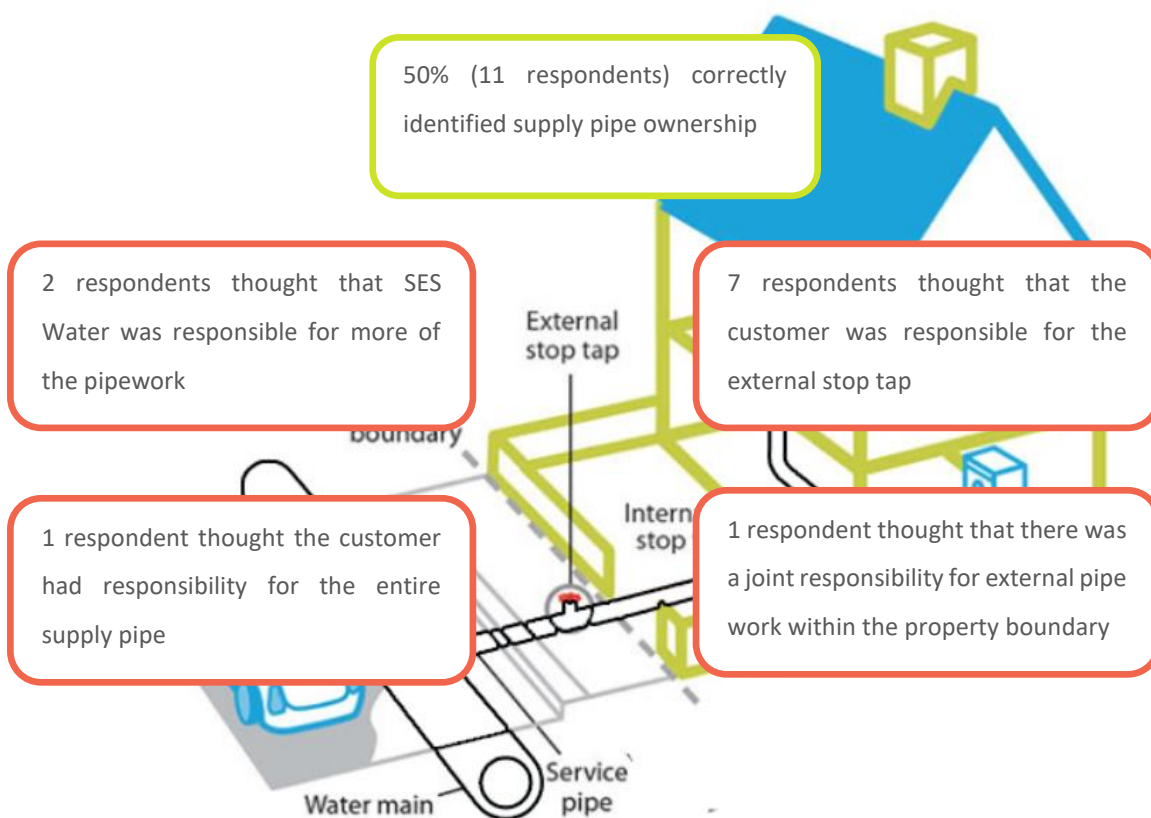 50% (11 respondents) correctly
identified supply pipe ownership
2 respondents thought that SES
Water was responsible for more of
the pipework
7 respondents thought that the
customer was responsible for the
external stop tap
External
stop tap
boundary
Internal
stop
1 respondent thought the customer
had responsibility for the entire
supply pipe
1 respondent thought that there was
a joint responsibility for external pipe
work within the property boundary
Service
pipe
Water main